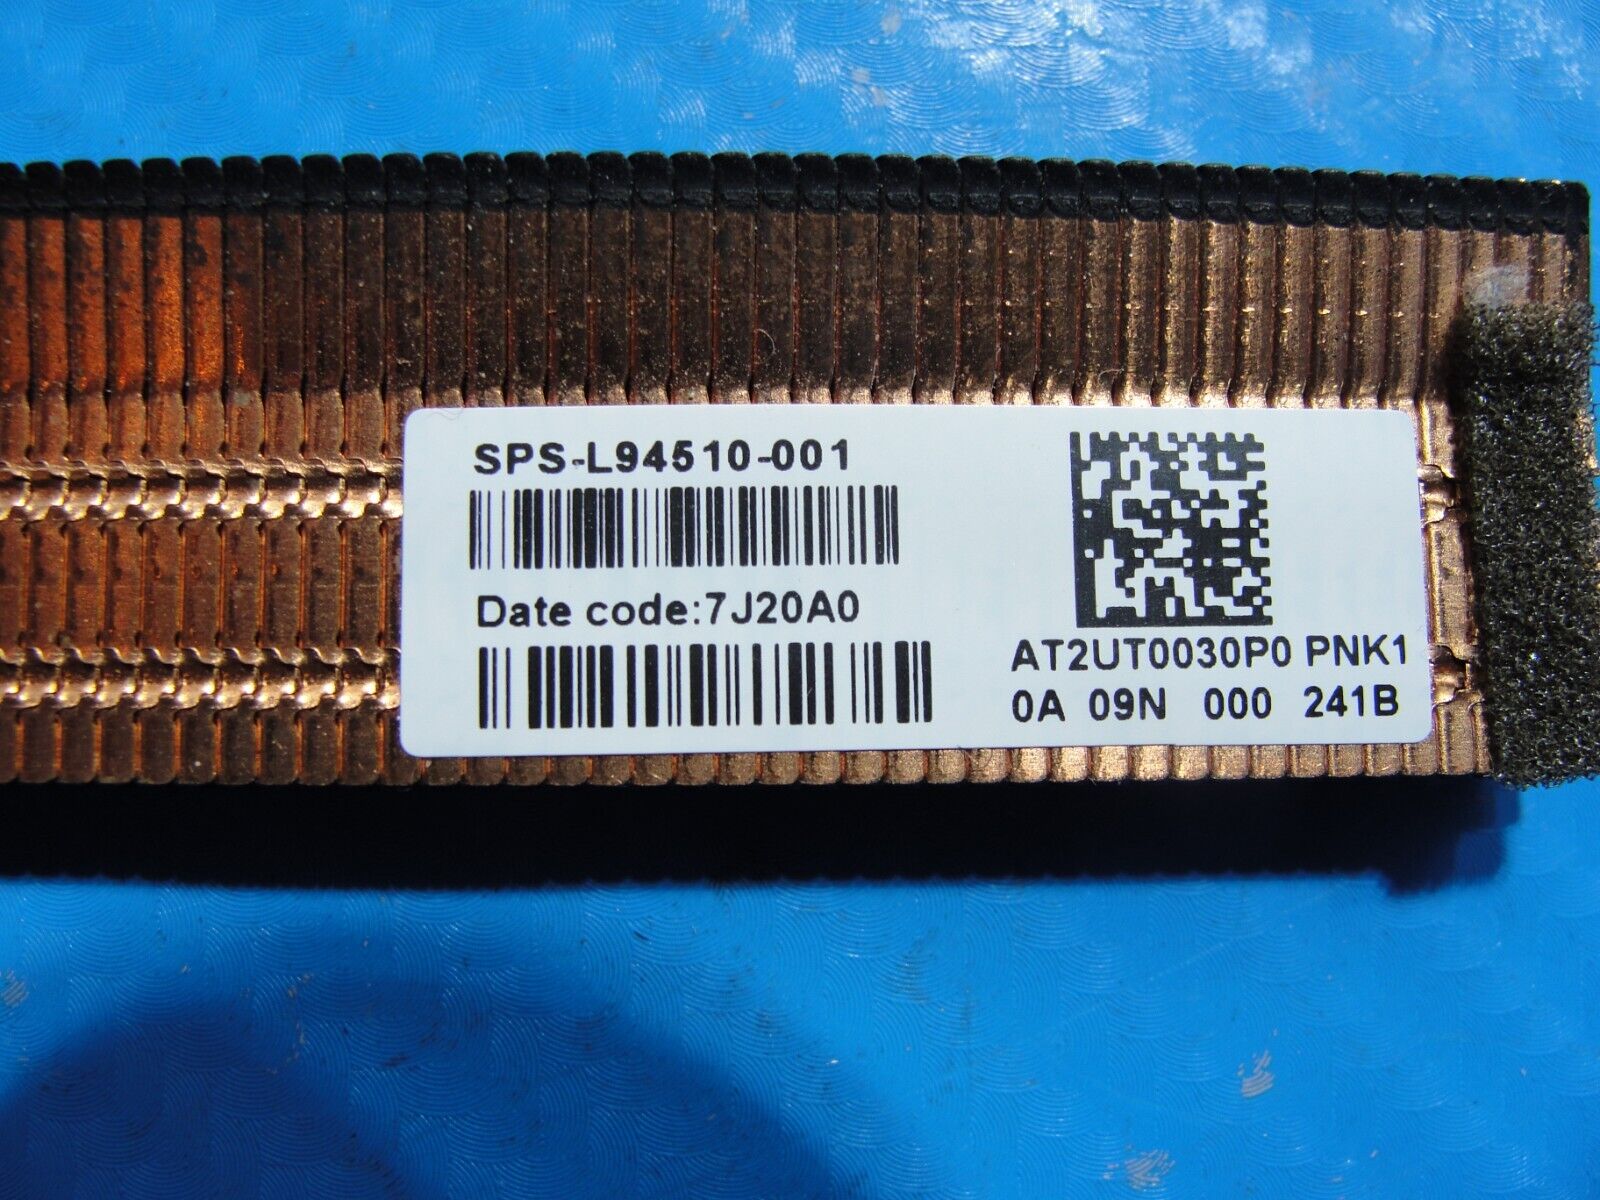 SPS-L94510-001
Date code:7J20A0
AT2UT0030P0 PNK1
0A 09N 000 241B